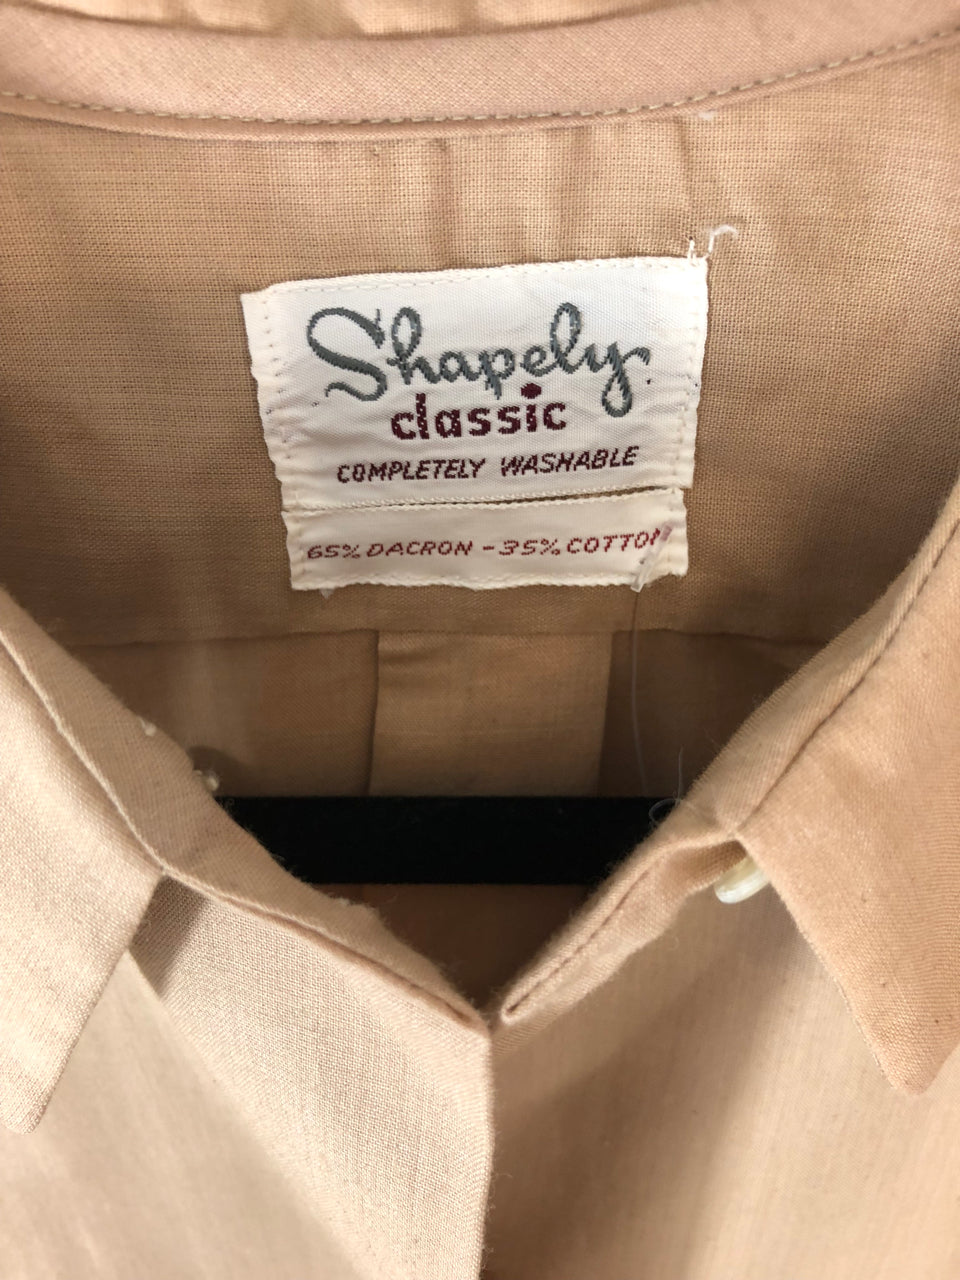 Shapely
classic
COMPLETELY WASHABLE
65% DACRON - 35% COTTON